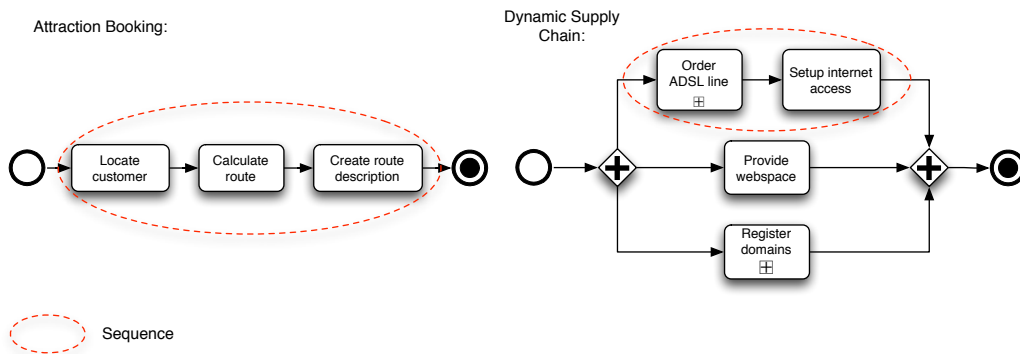 Attraction Booking:
Locate
customer
Calculate
route
Create route
description
Dynamic Supply
Chain:
Order
ADSL line
Setup internet
access
Provide
webspace
Register
domains
Sequence